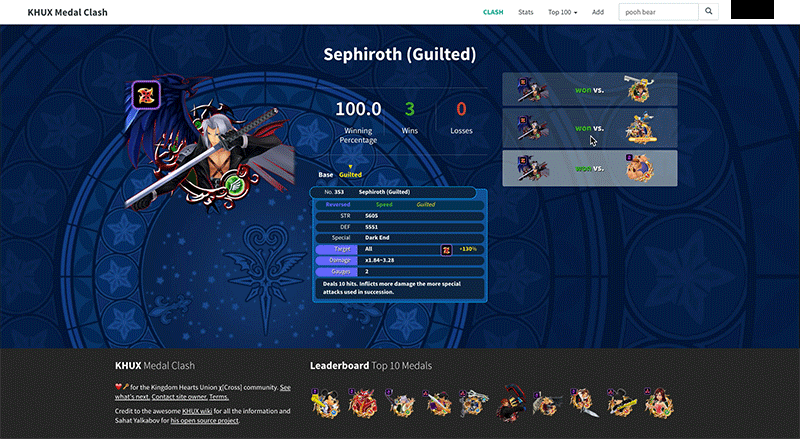 KHUX Medal Clash
CLASH
Stats
Top 100
Add
pooh bear
Sephiroth (Guilted)
100.0
Winning
Percentage
3
Wins
0
Losses
won vs.
won vs.
won vs.
Base
Guilted
No. 353
Sephiroth (Guilted)
Reversed
Speed
Guilted
STR
5605
DEF
5551
Special
Dark End
Target
All
+130%
Damage
x1.84~3.28
Gauges
2
Deals 10 hits. Inflicts more damage the more special
attacks used in succession.
KHUX Medal Clash
for the Kingdom Hearts Union χ[Cross] community. See
what's next. Contact site owner. Terms.
Credit to the awesome KHUX wiki for all the information and
Sahat Yalkabov for his open source project.
Leaderboard Top 10 Medals